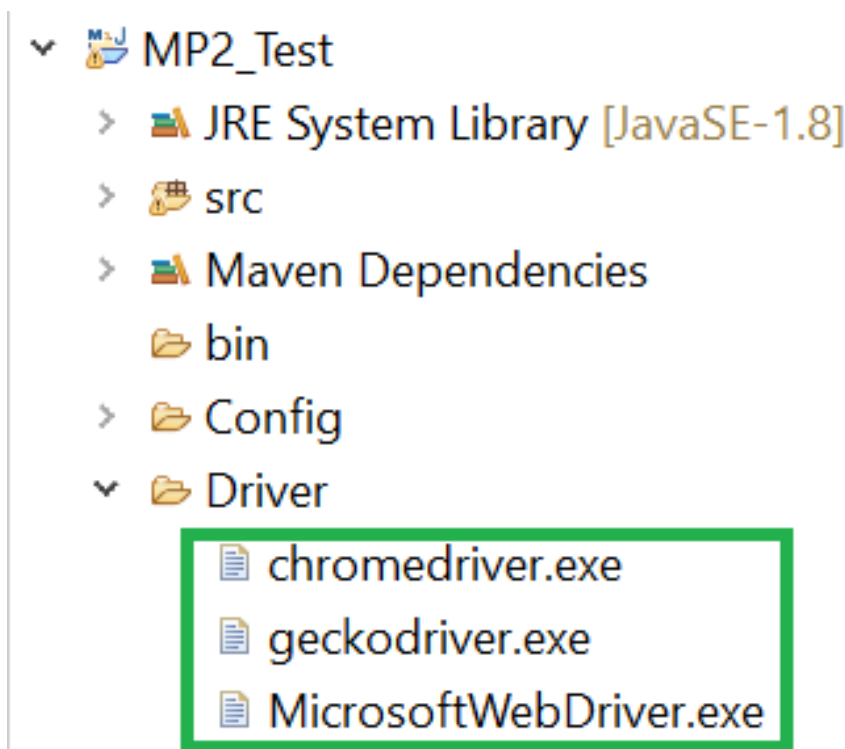 MP2_Test
JRE System Library [JavaSE-1.8]
src
Maven Dependencies
bin
Config
Driver
chromedriver.exe
geckodriver.exe
MicrosoftWebDriver.exe